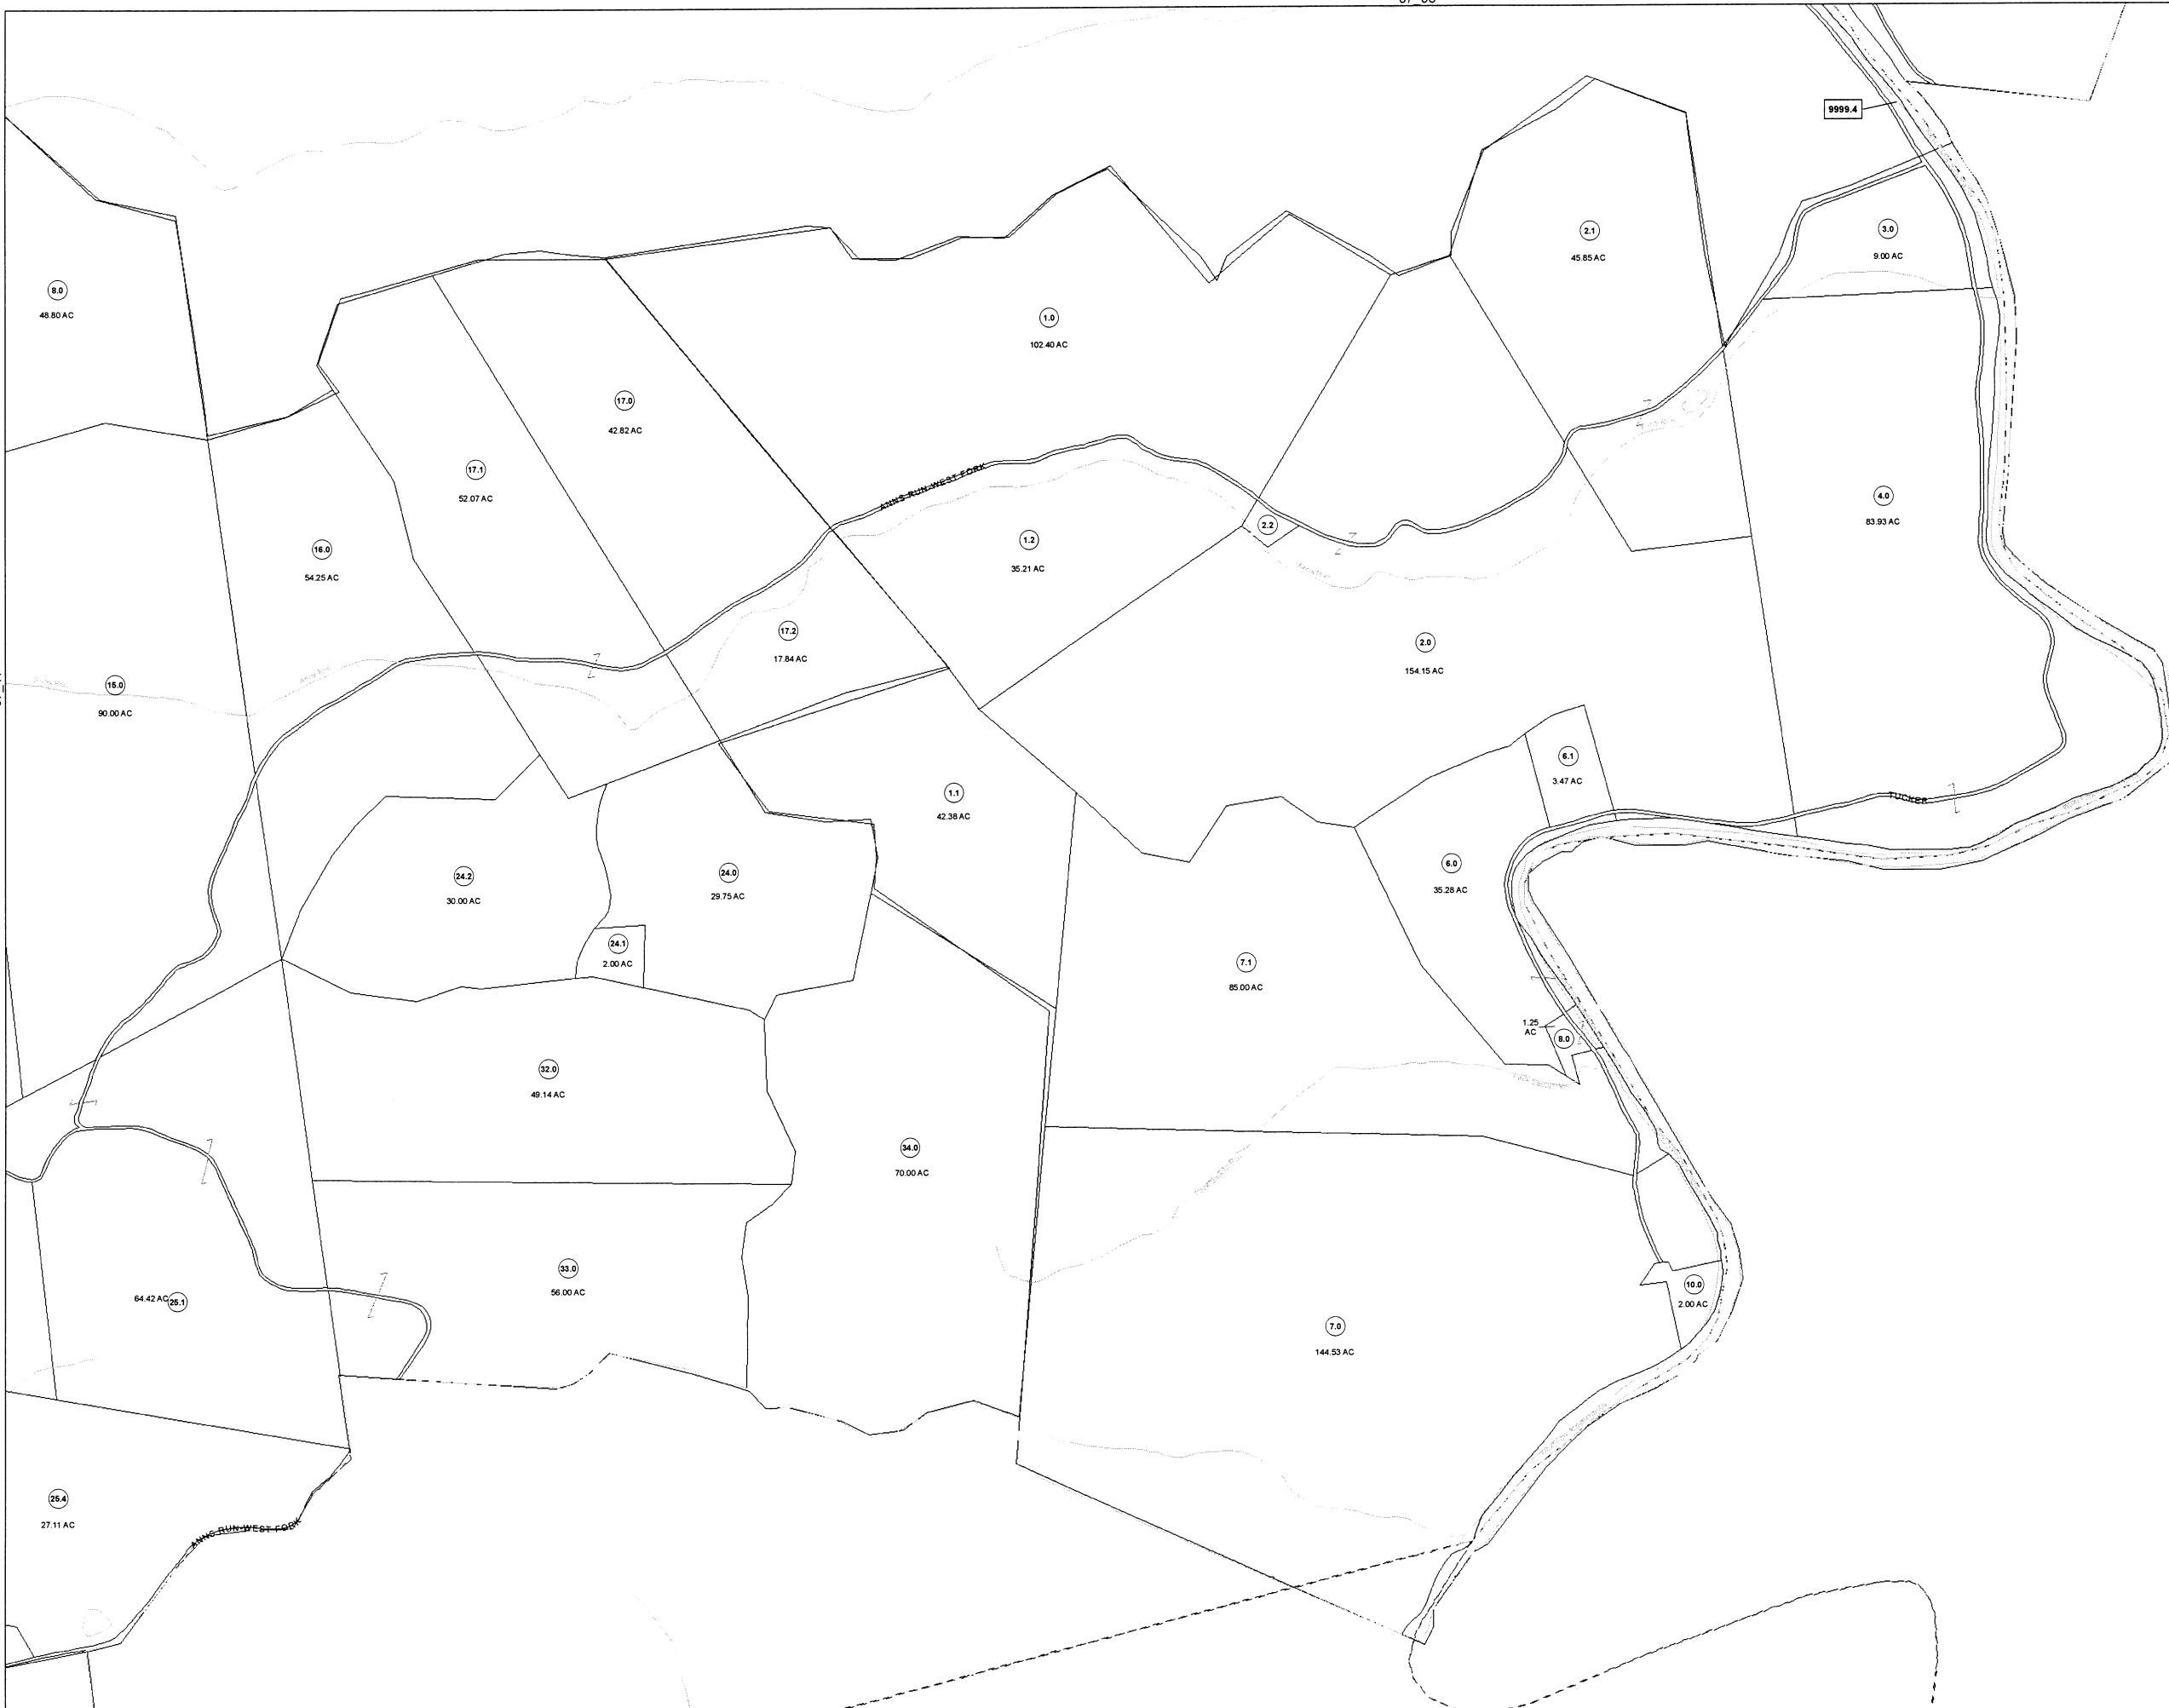 9999.4
2.1
45.85 AC
3.0
9.00 AC
8.0
48.80 AC
1.0
102.40 AC
17.0
42.82 AC
17.1
52.07 AC
ANNS RUN-WEST FORK
4.0
83.93 AC
2.2
1.2
35.21 AC
16.0
54.25 AC
17.2
17.84 AC
2.0
154.15 AC
15.0
90.00 AC
6.1
3.47 AC
1.1
42.38 AC
TUCKER
6.0
35.28 AC
24.2
30.00 AC
24.0
29.75 AC
24.1
2.00 AC
7.1
85.00 AC
1.25
AC
8.0
32.0
49.14 AC
34.0
70.00 AC
33.0
56.00 AC
64.42 AC 25.1
10.0
2.00 AC
7.0
144.53 AC
25.4
27.11 AC
ANNS RUN-WEST FORK